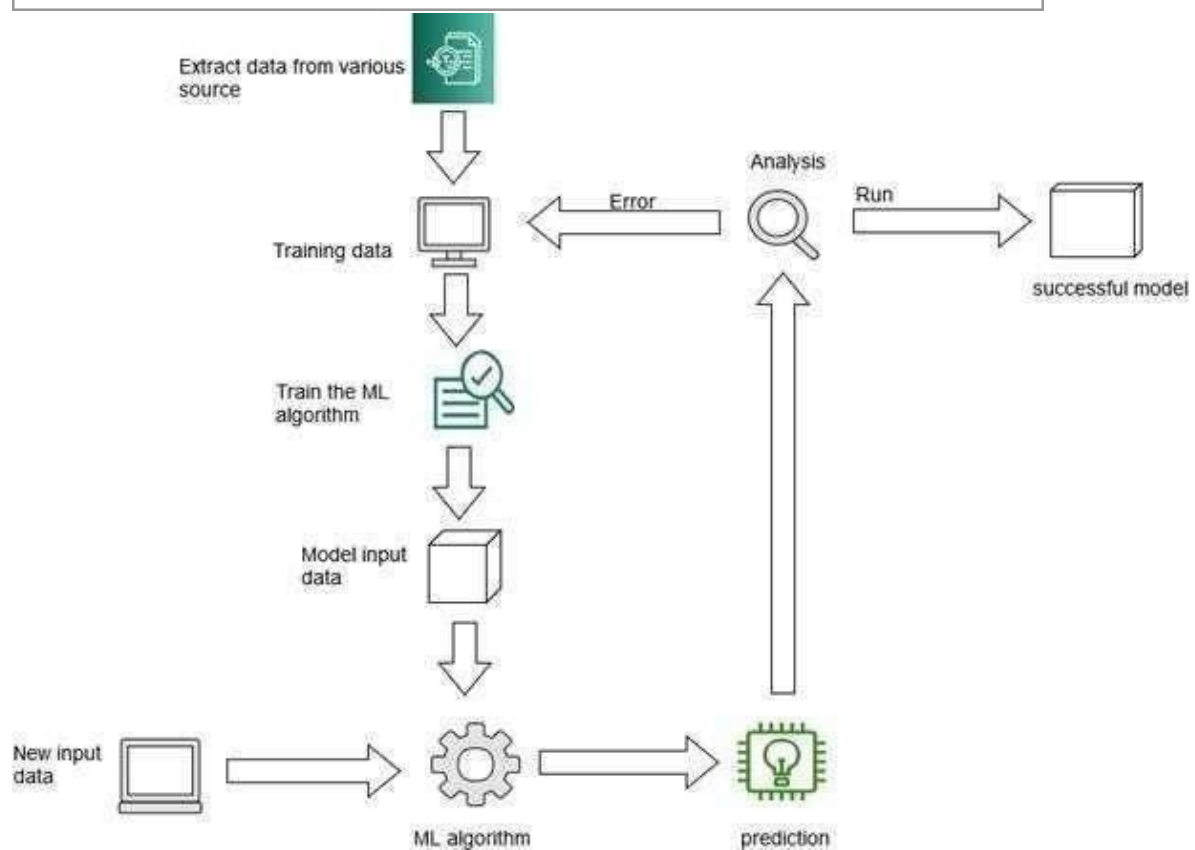 Extract data from various
source
Analysis
Error
Run
Training data
successful model
Train the ML
algorithm
Model input
data
New input
data
ML algorithm
prediction